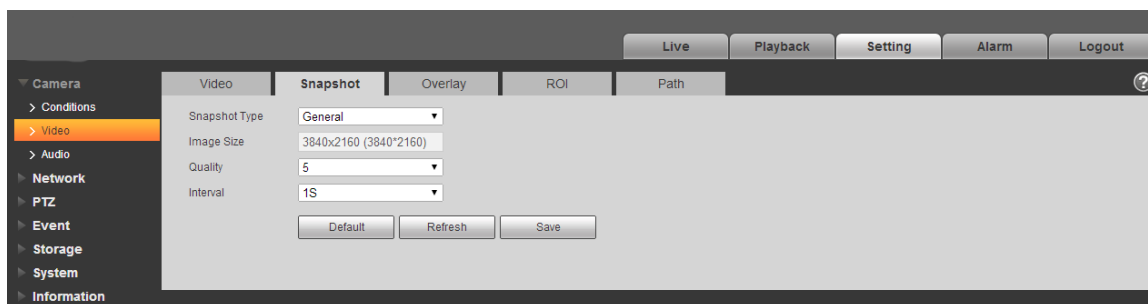 Live Playback Setting Alarm Logout
Camera Video Snapshot Overlay ROI Path ?
> Conditions Snapshot Type General
> Video Image Size 3840x2160 (3840*2160)
> Audio Quality 5
Network Interval 1S
PTZ
Event Default Refresh Save
Storage
System
Information